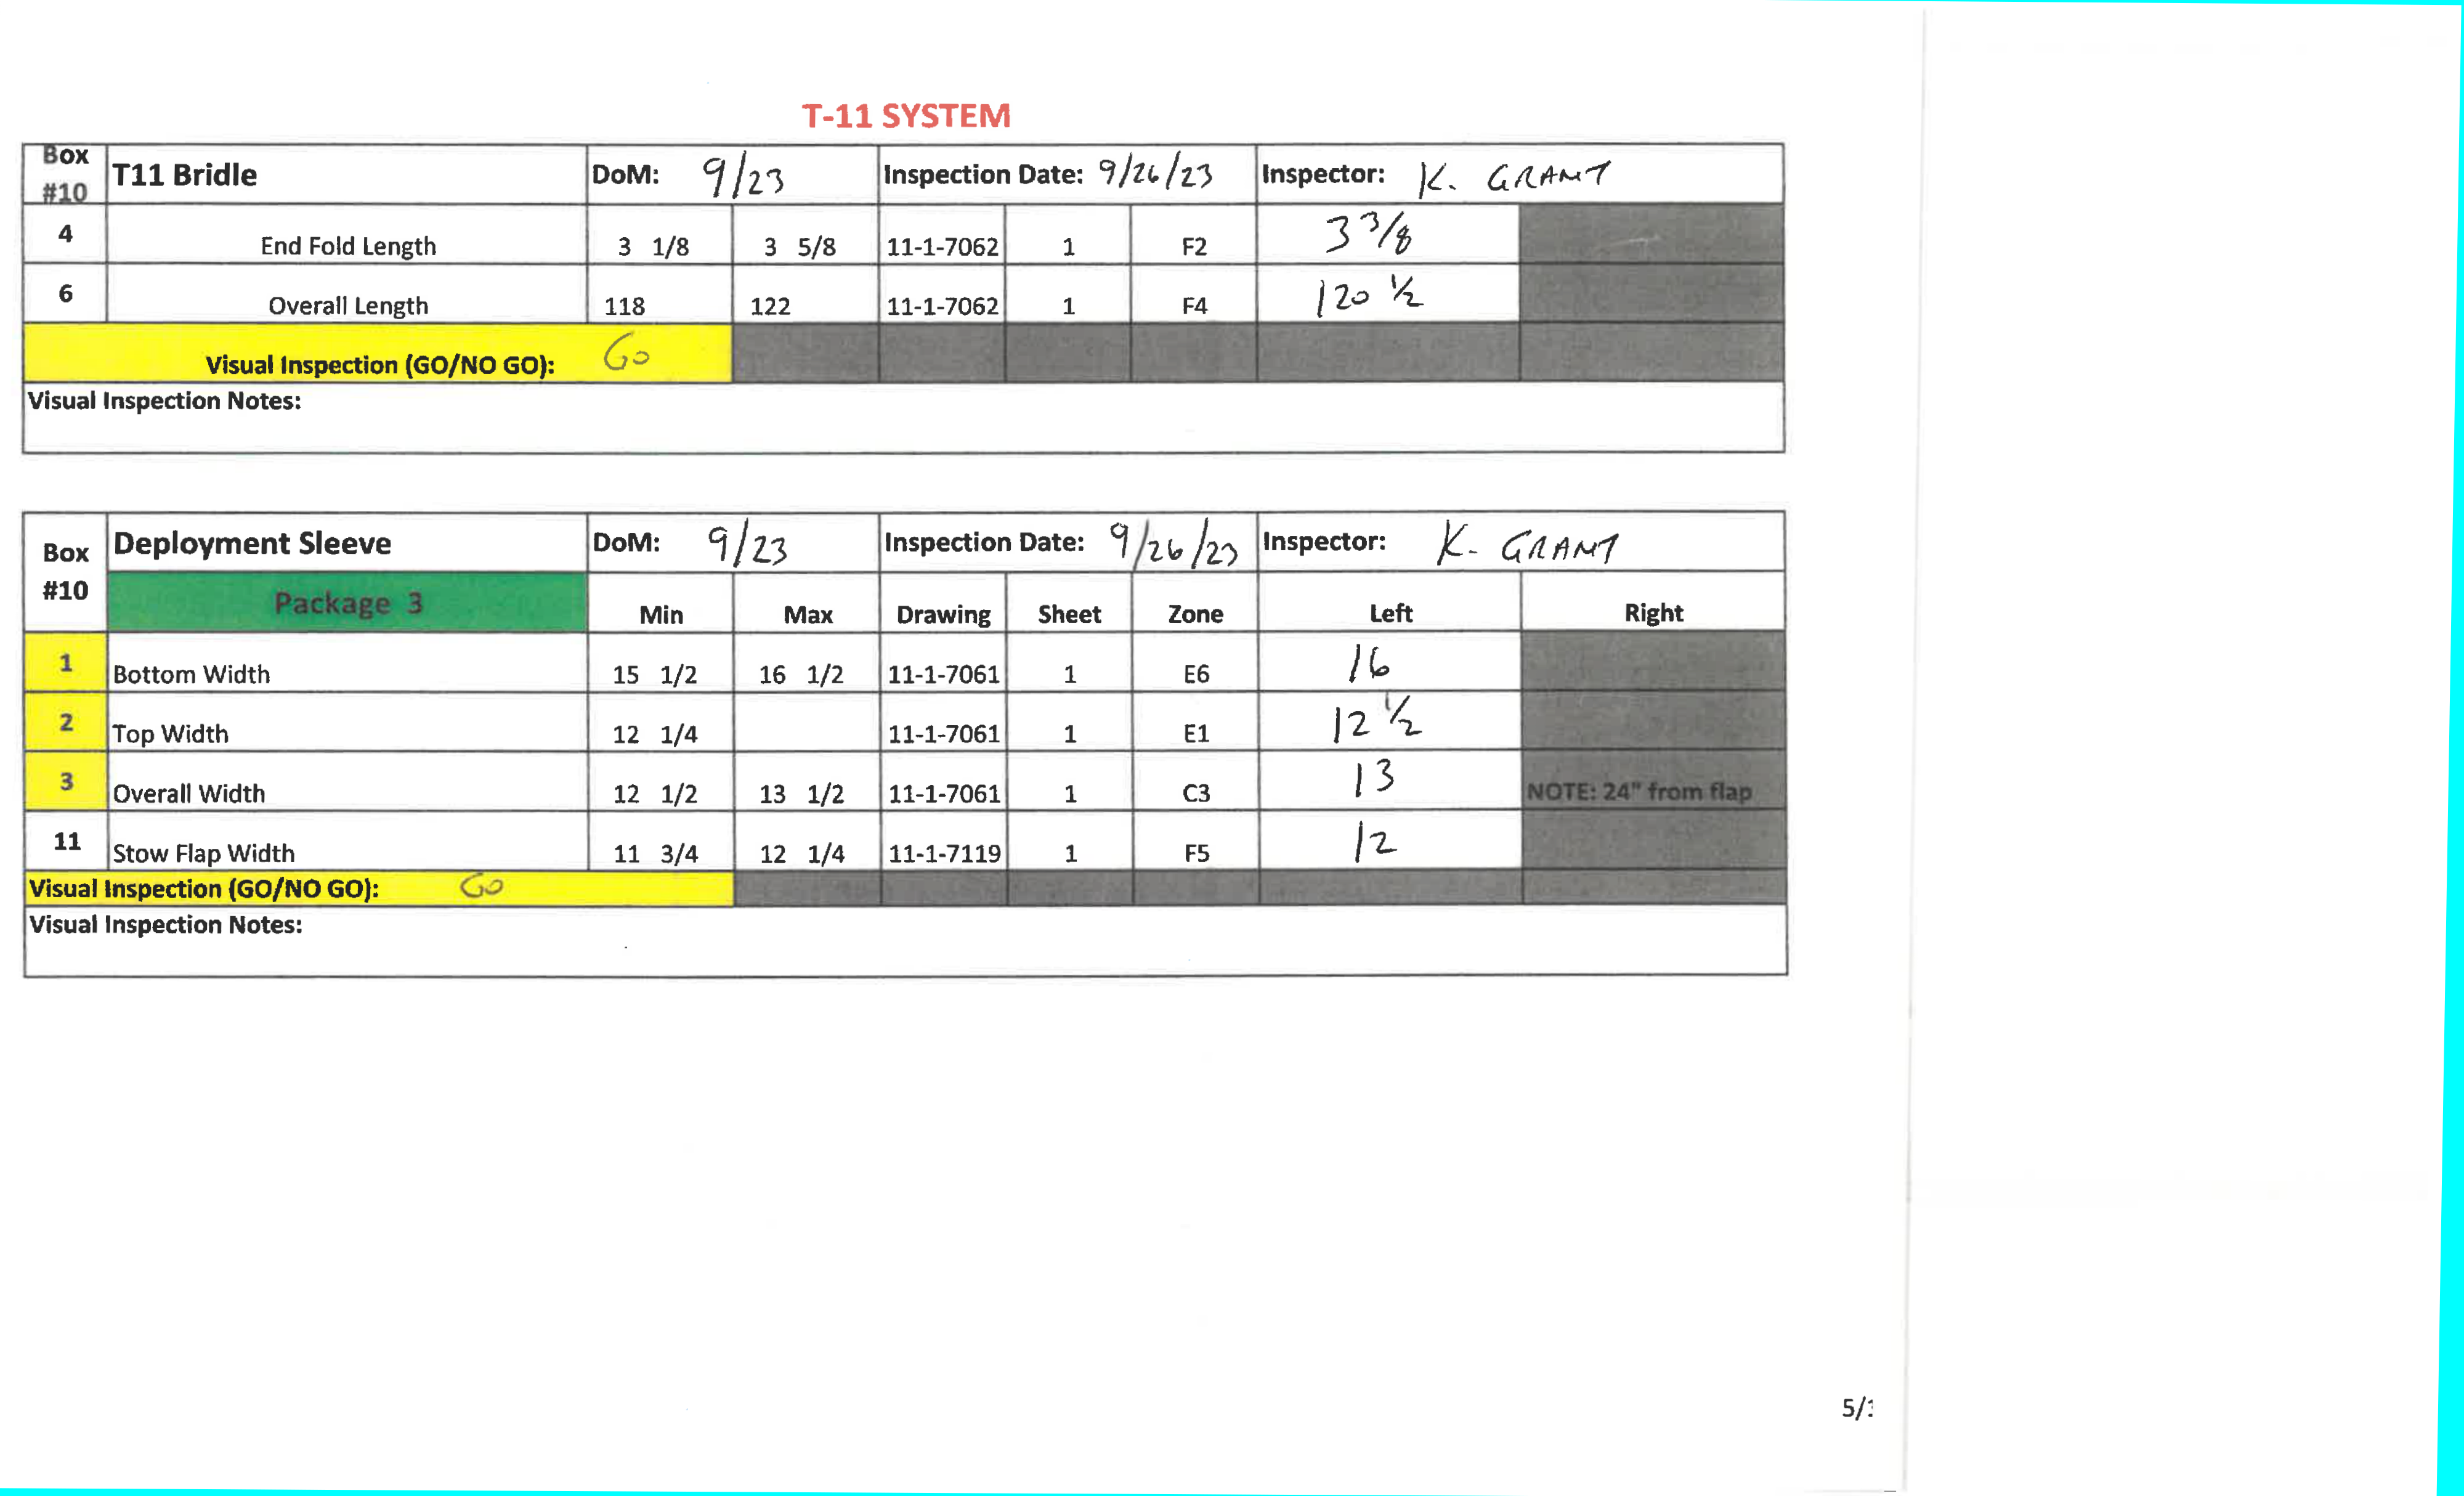 T-11 SYSTEM
Box #10 T11 Bridle DoM: 9/23 Inspection Date: 9/26/23 Inspector: K. GRANT
4 End Fold Length 3 1/8 3 5/8 11-1-7062 1 F2 3 3/8
6 Overall Length 118 122 11-1-7062 1 F4 120 1/2
Visual Inspection (GO/NO GO): GO
Visual Inspection Notes:
Box #10 Deployment Sleeve DoM: 9/23 Inspection Date: 9/26/23 Inspector: K. GRANT
Package 3 Min Max Drawing Sheet Zone Left Right
1 Bottom Width 15 1/2 16 1/2 11-1-7061 1 E6 16
2 Top Width 12 1/4 11-1-7061 1 E1 12 1/2
3 Overall Width 12 1/2 13 1/2 11-1-7061 1 C3 13 NOTE: 24" from flap
11 Stow Flap Width 11 3/4 12 1/4 11-1-7119 1 F5 12
Visual Inspection (GO/NO GO): GO
Visual Inspection Notes:
5/